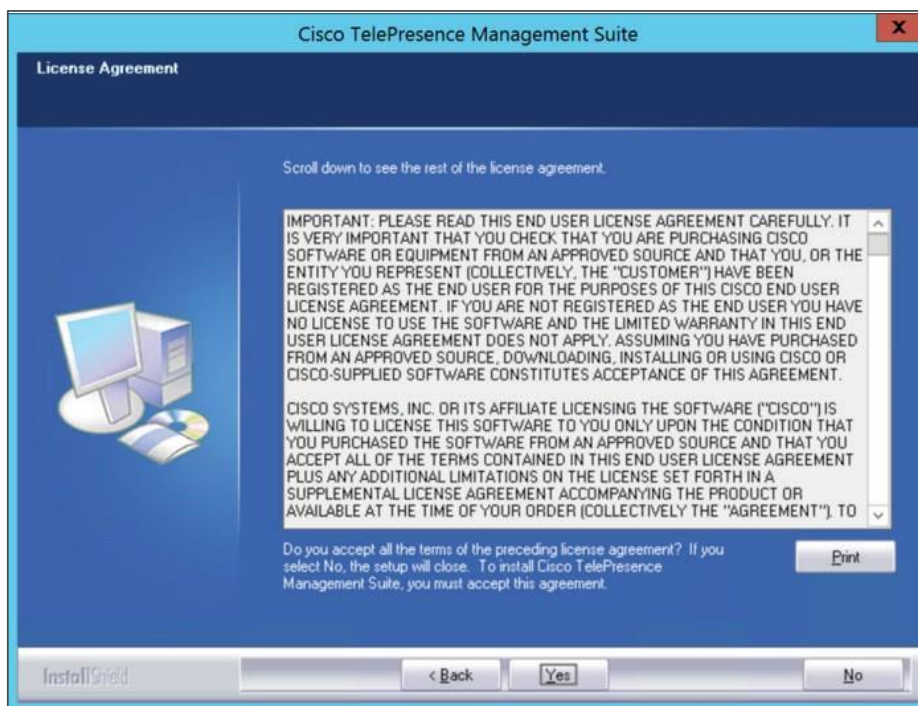 Cisco TelePresence Management Suite
X
License Agreement
Scroll down to see the rest of the license agreement.
IMPORTANT: PLEASE READ THIS END USER LICENSE AGREEMENT CAREFULLY. IT
IS VERY IMPORTANT THAT YOU CHECK THAT YOU ARE PURCHASING CISCO
SOFTWARE OR EQUIPMENT FROM AN APPROVED SOURCE AND THAT YOU, OR THE
ENTITY YOU REPRESENT (COLLECTIVELY, THE "CUSTOMER") HAVE BEEN
REGISTERED AS THE END USER FOR THE PURPOSES OF THIS CISCO END USER
LICENSE AGREEMENT. IF YOU ARE NOT REGISTERED AS THE END USER YOU HAVE
NO LICENSE TO USE THE SOFTWARE AND THE LIMITED WARRANTY IN THIS END
USER LICENSE AGREEMENT DOES NOT APPLY. ASSUMING YOU HAVE PURCHASED
FROM AN APPROVED SOURCE, DOWNLOADING, INSTALLING OR USING CISCO OR
CISCO-SUPPLIED SOFTWARE CONSTITUTES ACCEPTANCE OF THIS AGREEMENT.
CISCO SYSTEMS, INC. OR ITS AFFILIATE LICENSING THE SOFTWARE ("CISCO") IS
WILLING TO LICENSE THIS SOFTWARE TO YOU ONLY UPON THE CONDITION THAT
YOU PURCHASED THE SOFTWARE FROM AN APPROVED SOURCE AND THAT YOU
ACCEPT ALL OF THE TERMS CONTAINED IN THIS END USER LICENSE AGREEMENT
PLUS ANY ADDITIONAL LIMITATIONS ON THE LICENSE SET FORTH IN A
SUPPLEMENTAL LICENSE AGREEMENT ACCOMPANYING THE PRODUCT OR
AVAILABLE AT THE TIME OF YOUR ORDER (COLLECTIVELY THE "AGREEMENT"). TO
Do you accept all the terms of the preceding license agreement? If you
select No, the setup will close. To install Cisco TelePresence
Management Suite, you must accept this agreement.
Print
InstallShield
< Back
Yes
No